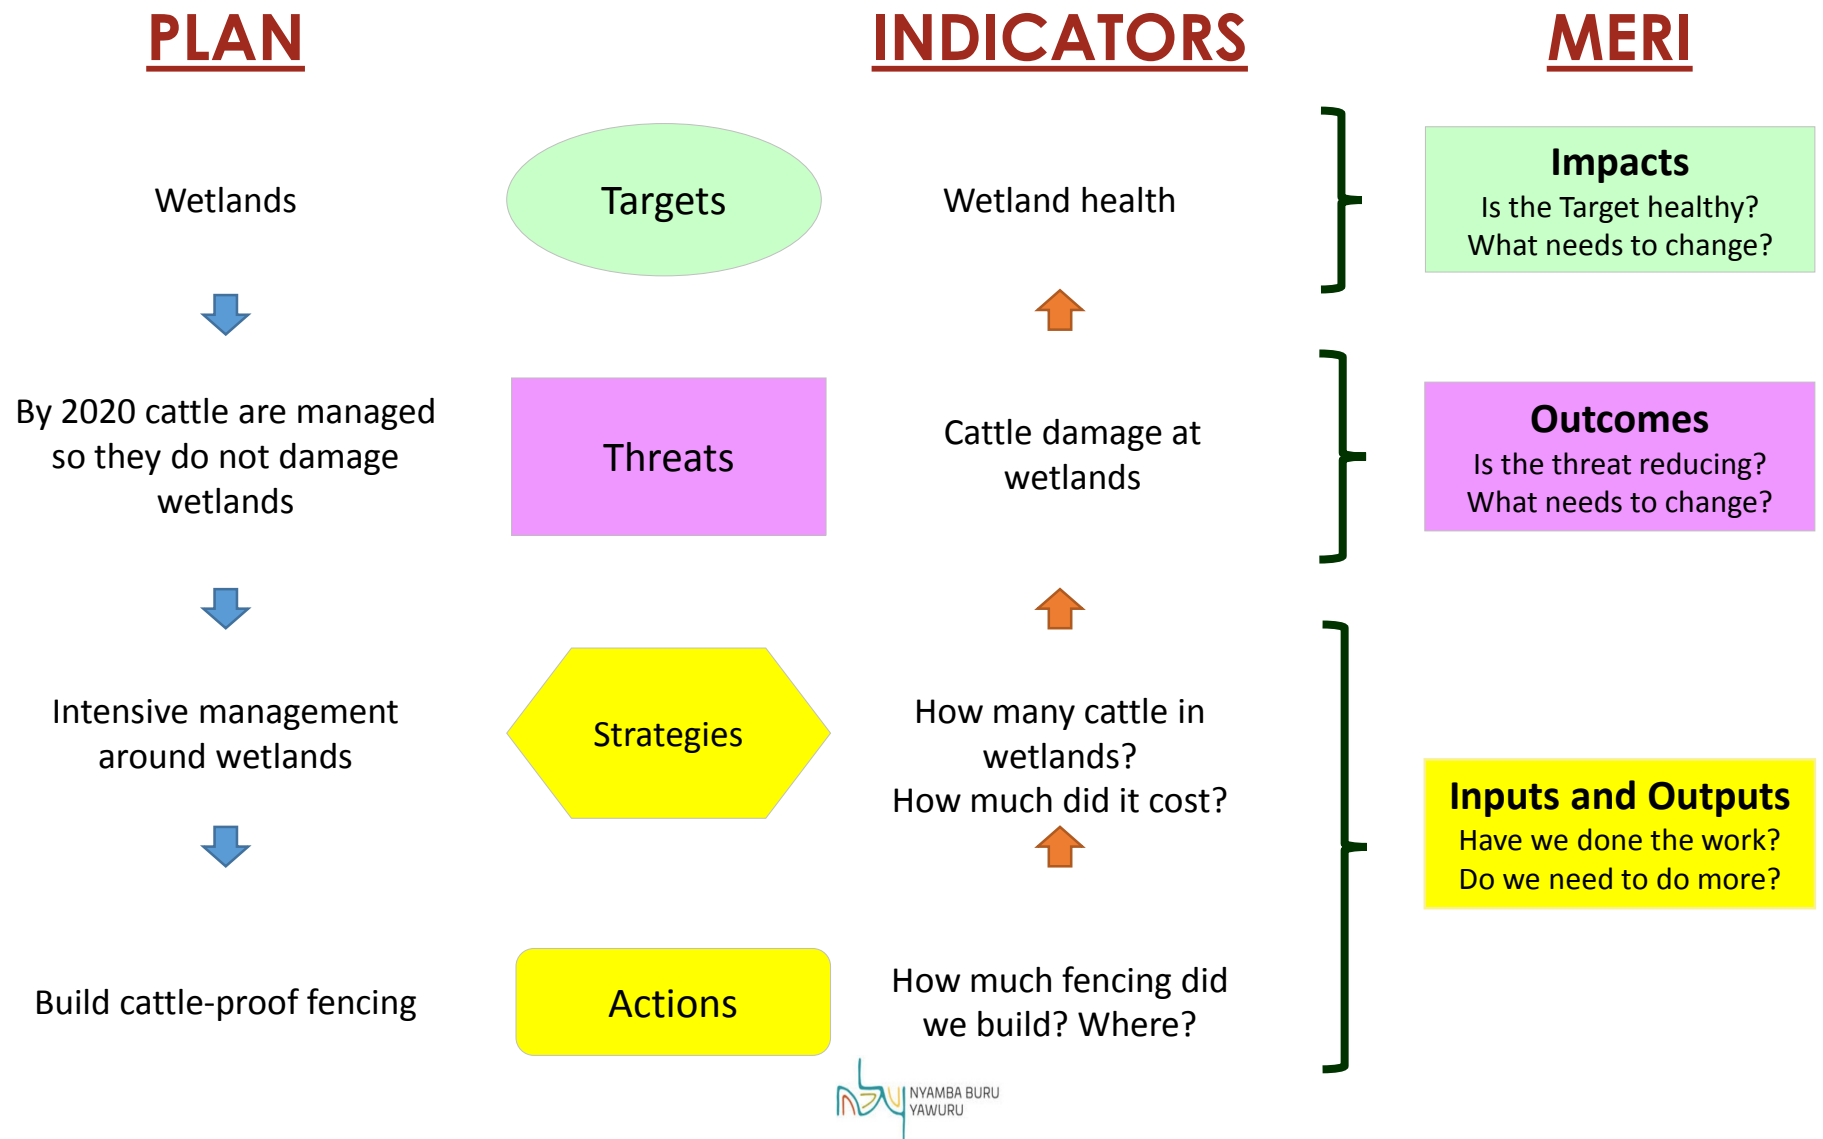 PLAN
INDICATORS
MERI
Wetlands
Targets
Wetland health
Impacts
Is the Target healthy?
What needs to change?
By 2020 cattle are managed
so they do not damage
wetlands
Threats
Cattle damage at
wetlands
Outcomes
Is the threat reducing?
What needs to change?
Intensive management
around wetlands
Strategies
How many cattle in
wetlands?
How much did it cost?
Inputs and Outputs
Have we done the work?
Do we need to do more?
Build cattle-proof fencing
Actions
How much fencing did
we build? Where?
nby
NYAMBA BURU
YAWURU